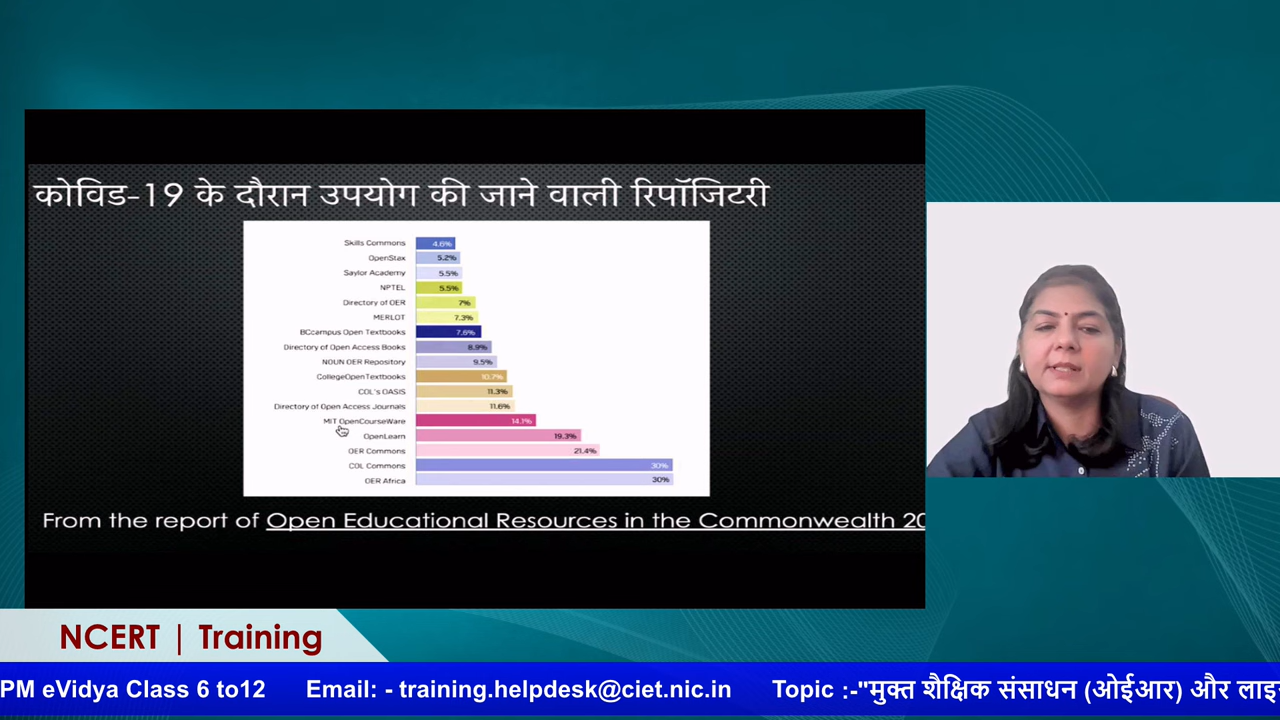 कोविड-19 के दौरान उपयोग की जाने वाली रिपॉजिटरी
Skills Commons 4.6%
OpenStax 5.2%
Saylor Academy 5.5%
NPTEL 5.5%
Directory of OER 7%
MERLOT 7.3%
BCcampus Open Textbooks 7.6%
Directory of Open Access Books 8.9%
NOUN OER Repository 9.5%
CollegeOpenTextbooks 10.7%
COL's OASIS 11.3%
Directory of Open Access Journals 11.6%
MIT OpenCourseWare 14.1%
OpenLearn 19.3%
OER Commons 21.4%
COL Commons 30%
OER Africa 30%
From the report of Open Educational Resources in the Commonwealth 20
NCERT | Training
PM eVidya Class 6 to12 Email: - training.helpdesk@ciet.nic.in Topic :-"मुक्त शैक्षिक संसाधन (ओईआर) और लाइ